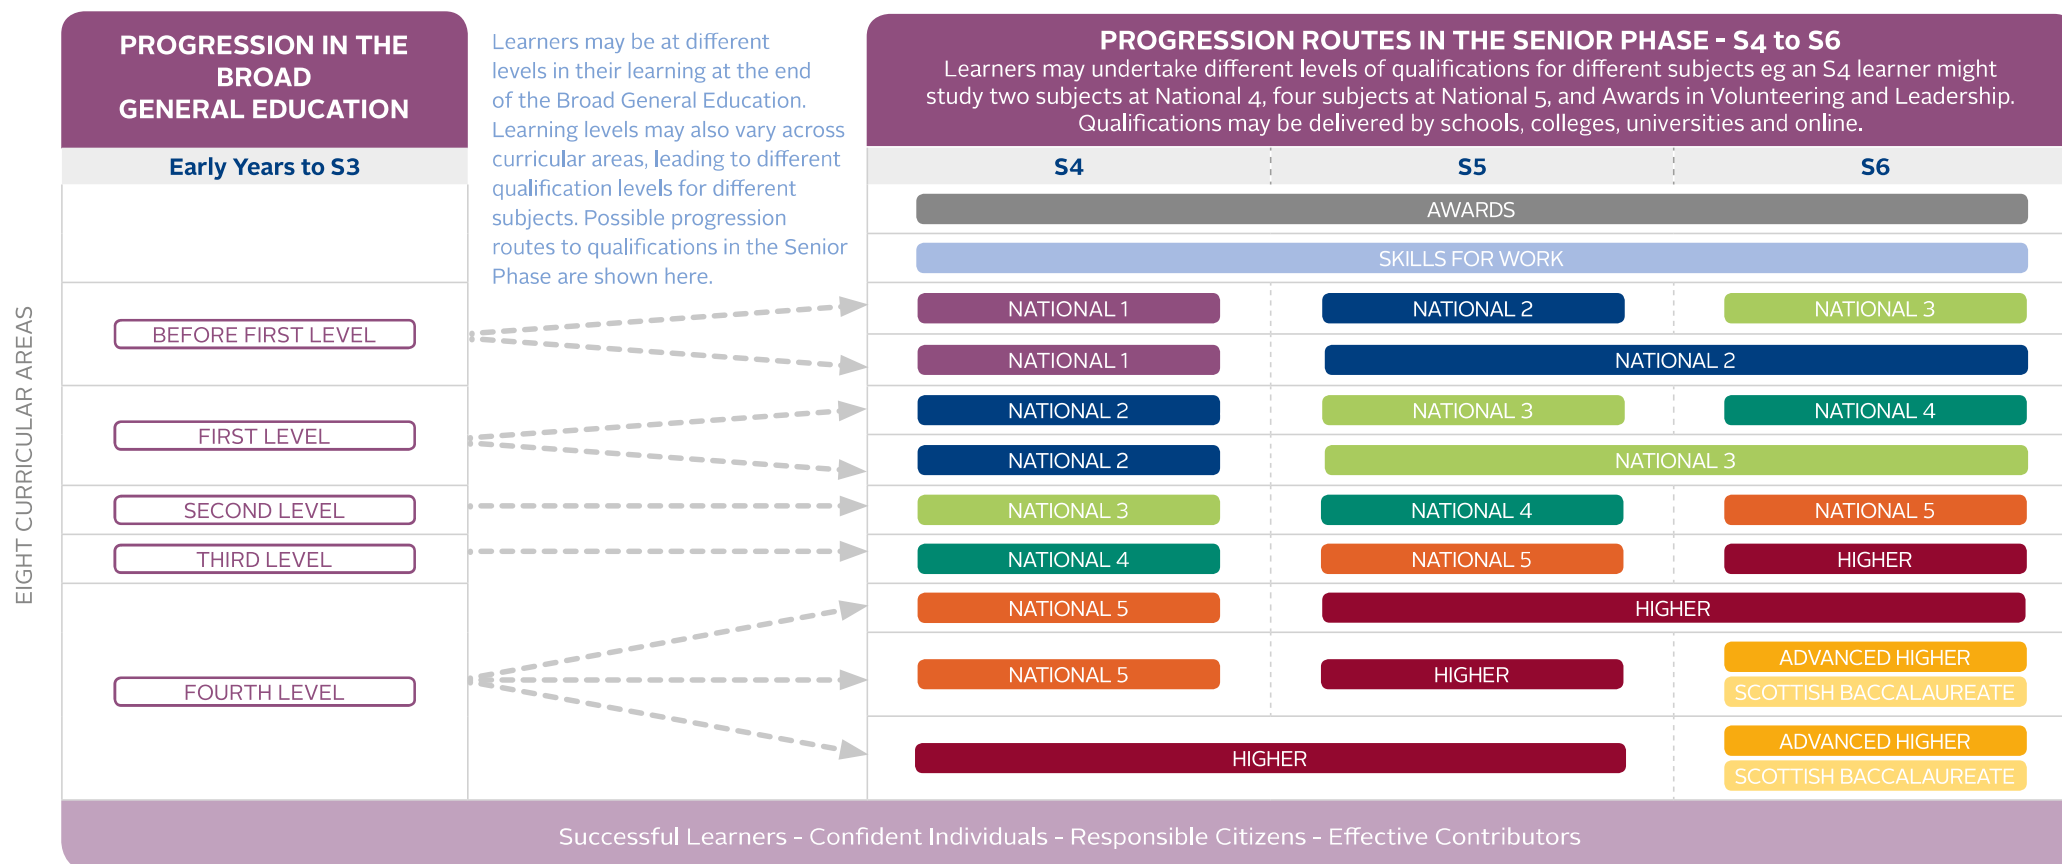 PROGRESSION IN THE
BROAD
GENERAL EDUCATION
Early Years to S3
Learners may be at different
levels in their learning at the end
of the Broad General Education.
Learning levels may also vary across
curricular areas, leading to different
qualification levels for different
subjects. Possible progression
routes to qualifications in the Senior
Phase are shown here.
PROGRESSION ROUTES IN THE SENIOR PHASE - S4 to S6
Learners may undertake different levels of qualifications for different subjects eg an S4 learner might
study two subjects at National 4, four subjects at National 5, and Awards in Volunteering and Leadership.
Qualifications may be delivered by schools, colleges, universities and online.
S4
S5
S6
AWARDS
SKILLS FOR WORK
EIGHT CURRICULAR AREAS
BEFORE FIRST LEVEL
NATIONAL 1
NATIONAL 2
NATIONAL 3
NATIONAL 1
NATIONAL 2
FIRST LEVEL
NATIONAL 2
NATIONAL 3
NATIONAL 4
NATIONAL 2
NATIONAL 3
SECOND LEVEL
NATIONAL 3
NATIONAL 4
NATIONAL 5
THIRD LEVEL
NATIONAL 4
NATIONAL 5
HIGHER
FOURTH LEVEL
NATIONAL 5
HIGHER
NATIONAL 5
HIGHER
ADVANCED HIGHER
SCOTTISH BACCALAUREATE
HIGHER
ADVANCED HIGHER
SCOTTISH BACCALAUREATE
Successful Learners - Confident Individuals - Responsible Citizens - Effective Contributors